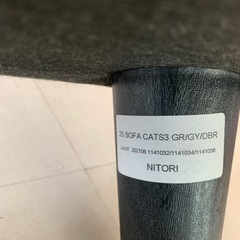 2S SOFA CATS3 GR/GY/DBR
202106 1141032/1141034/1141036
NITORI